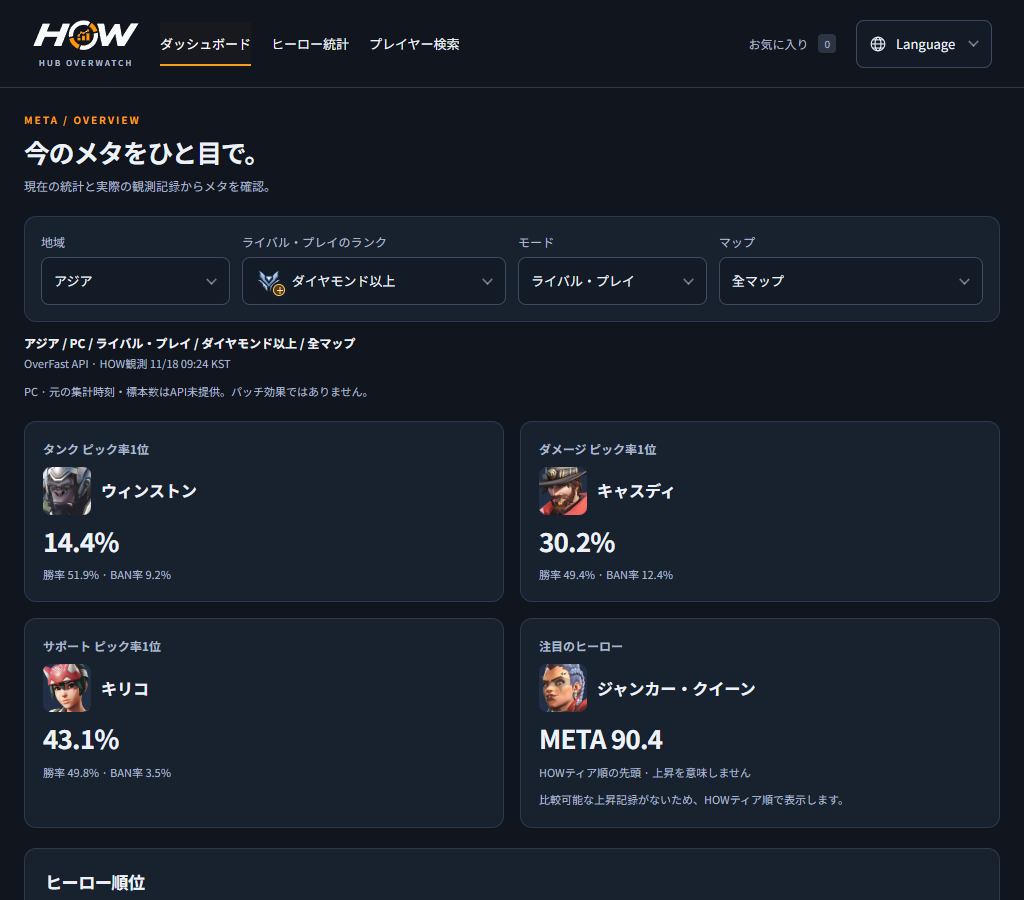 HOW
HUB OVERWATCH
ダッシュボード
ヒーロー統計
プレイヤー検索
お気に入り 0
Language
META / OVERVIEW
今のメタをひと目で。
現在の統計と実際の観測記録からメタを確認。
地域
ライバル・プレイのランク
モード
マップ
アジア
ダイヤモンド以上
ライバル・プレイ
全マップ
アジア / PC / ライバル・プレイ / ダイヤモンド以上 / 全マップ
OverFast API · HOW観測 11/18 09:24 KST
PC · 元の集計時刻・標本数はAPI未提供。パッチ効果ではありません。
タンク ピック率1位
ウィンストン
14.4%
勝率 51.9% · BAN率 9.2%
ダメージ ピック率1位
キャスディ
30.2%
勝率 49.4% · BAN率 12.4%
サポート ピック率1位
キリコ
43.1%
勝率 49.8% · BAN率 3.5%
注目のヒーロー
ジャンカー・クイーン
META 90.4
HOWティア順の先頭 · 上昇を意味しません
比較可能な上昇記録がないため、HOWティア順で表示します。
ヒーロー順位